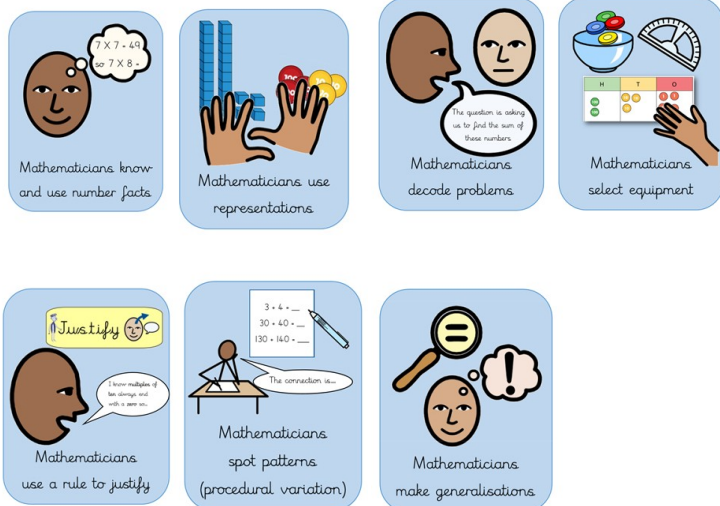 7 X 7 = 49
so 7 X 8 =
Mathematicians know
and use number facts
100
Mathematicians use
representations
The question is asking
us to find the sum of
these numbers
Mathematicians
decode problems
H T O
Mathematicians
select equipment
Justify
I know multiples of
ten always end
with a zero so...
Mathematicians
use a rule to justify
3 + 4 = __
30 + 40 = __
130 + 140 = __
The connection is...
Mathematicians
spot patterns
(procedural variation)
=
!
Mathematicians
make generalisations